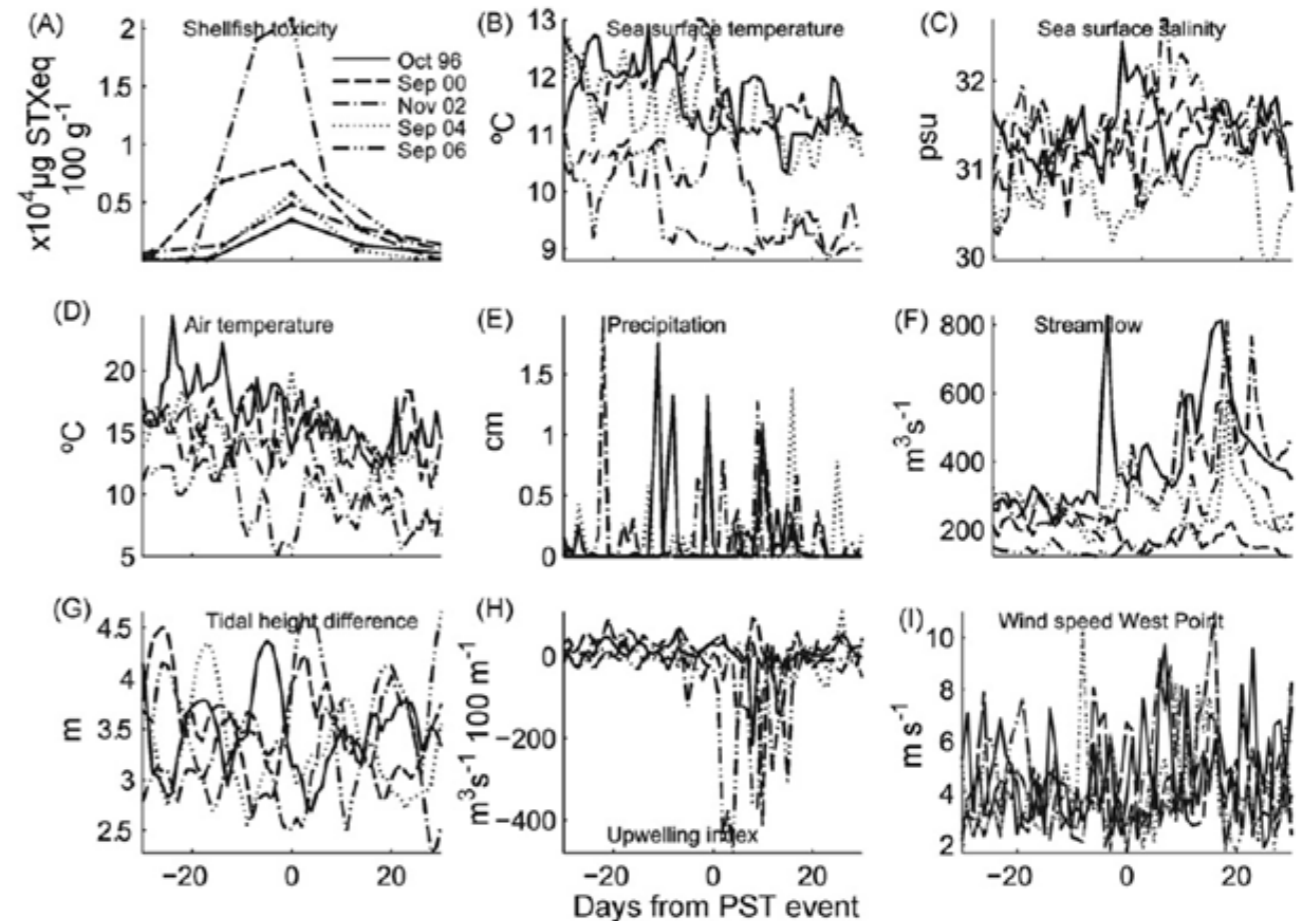 (A)
Shellfish toxicity
2
1.5
1
0.5
x10⁴µg STXeq
100 g⁻¹
Oct 96
Sep 00
Nov 02
Sep 04
Sep 06
(B)
Sea surface temperature
13
12
11
10
9
ºC
(C)
Sea surface salinity
32
31
30
psu
(D)
Air temperature
20
15
10
5
ºC
(E)
Precipitation
1.5
1
0.5
0
cm
(F)
Streamflow
800
600
400
200
m³s⁻¹
(G)
Tidal height difference
4.5
4
3.5
3
2.5
m
−20 0 20
(H)
0
−200
−400
m³s⁻¹ 100 m⁻¹
Upwelling index
−20 0 20
(I)
Wind speed West Point
10
8
6
4
2
m s⁻¹
−20 0 20
Days from PST event